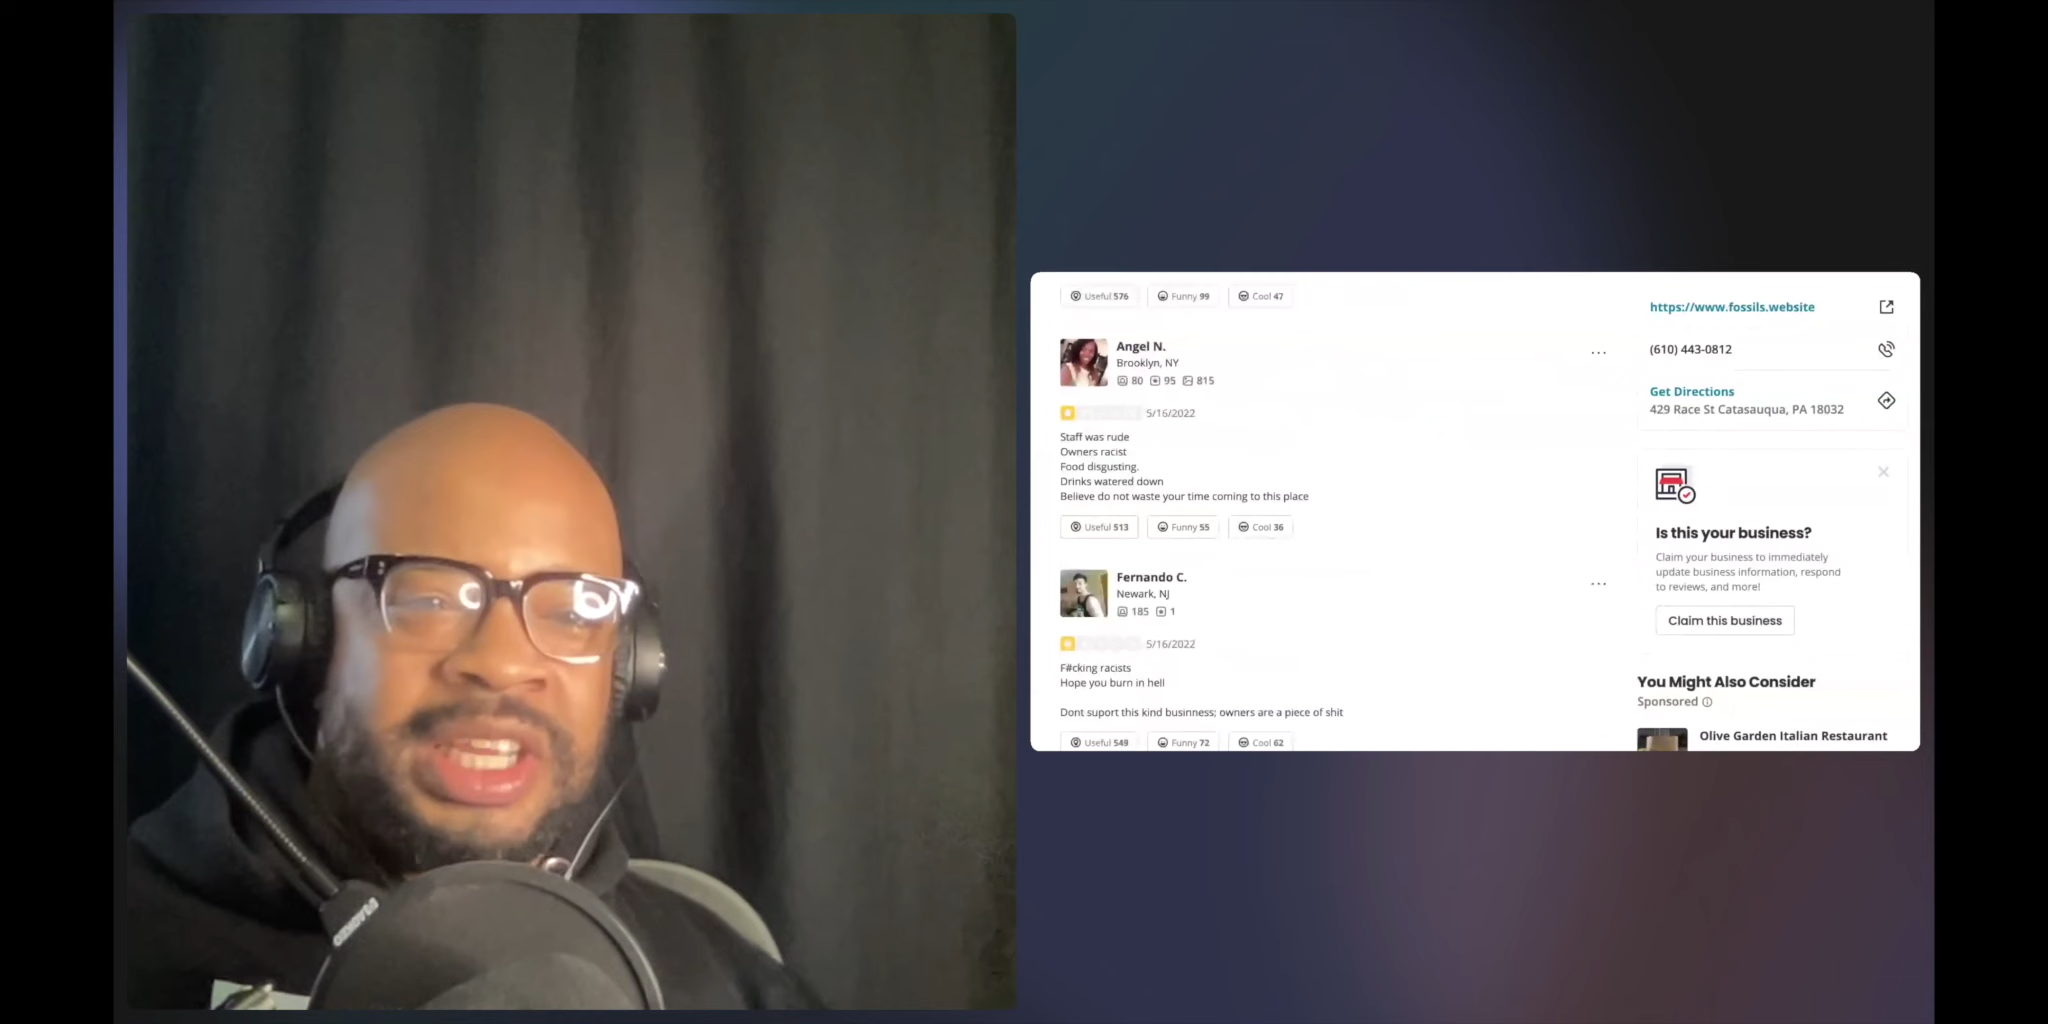 Useful 576 Funny 99 Cool 47
Angel N.
Brooklyn, NY
80 95 815
5/16/2022
Staff was rude
Owners racist
Food disgusting.
Drinks watered down
Believe do not waste your time coming to this place
Useful 513 Funny 55 Cool 36
Fernando C.
Newark, NJ
185 1
5/16/2022
F#cking racists
Hope you burn in hell
Dont suport this kind businness; owners are a piece of shit
Useful 549 Funny 72 Cool 62
https://www.fossils.website
(610) 443-0812
Get Directions
429 Race St Catasauqua, PA 18032
Is this your business?
Claim your business to immediately
update business information, respond
to reviews, and more!
Claim this business
You Might Also Consider
Sponsored
Olive Garden Italian Restaurant
FRAMORO